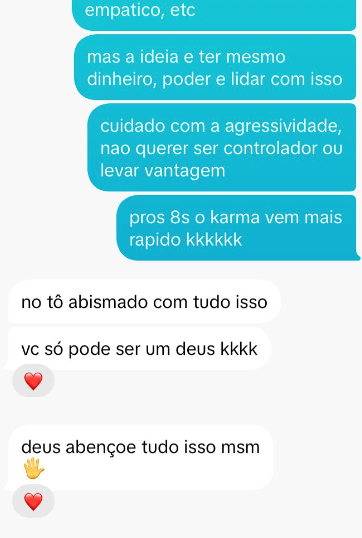 empatico, etc
mas a ideia e ter mesmo
dinheiro, poder e lidar com isso
cuidado com a agressividade,
nao querer ser controlador ou
levar vantagem
pros 8s o karma vem mais
rapido kkkkkk
no tô abismado com tudo isso
vc só pode ser um deus kkkk
deus abençoe tudo isso msm